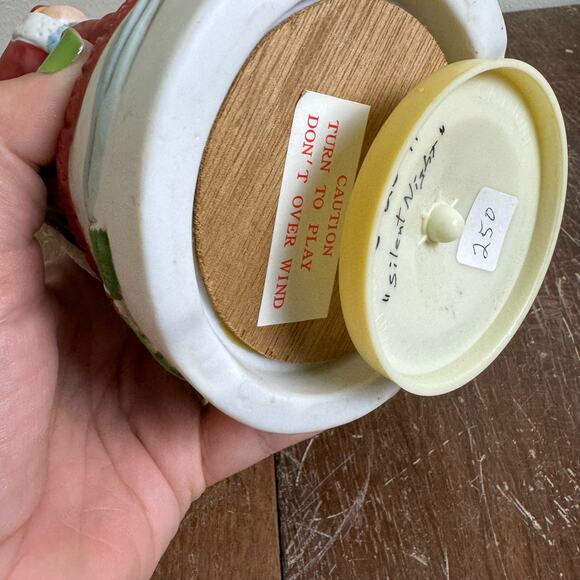 CAUTION
TURN TO PLAY
DON'T OVER WIND
"Silent Night"
250